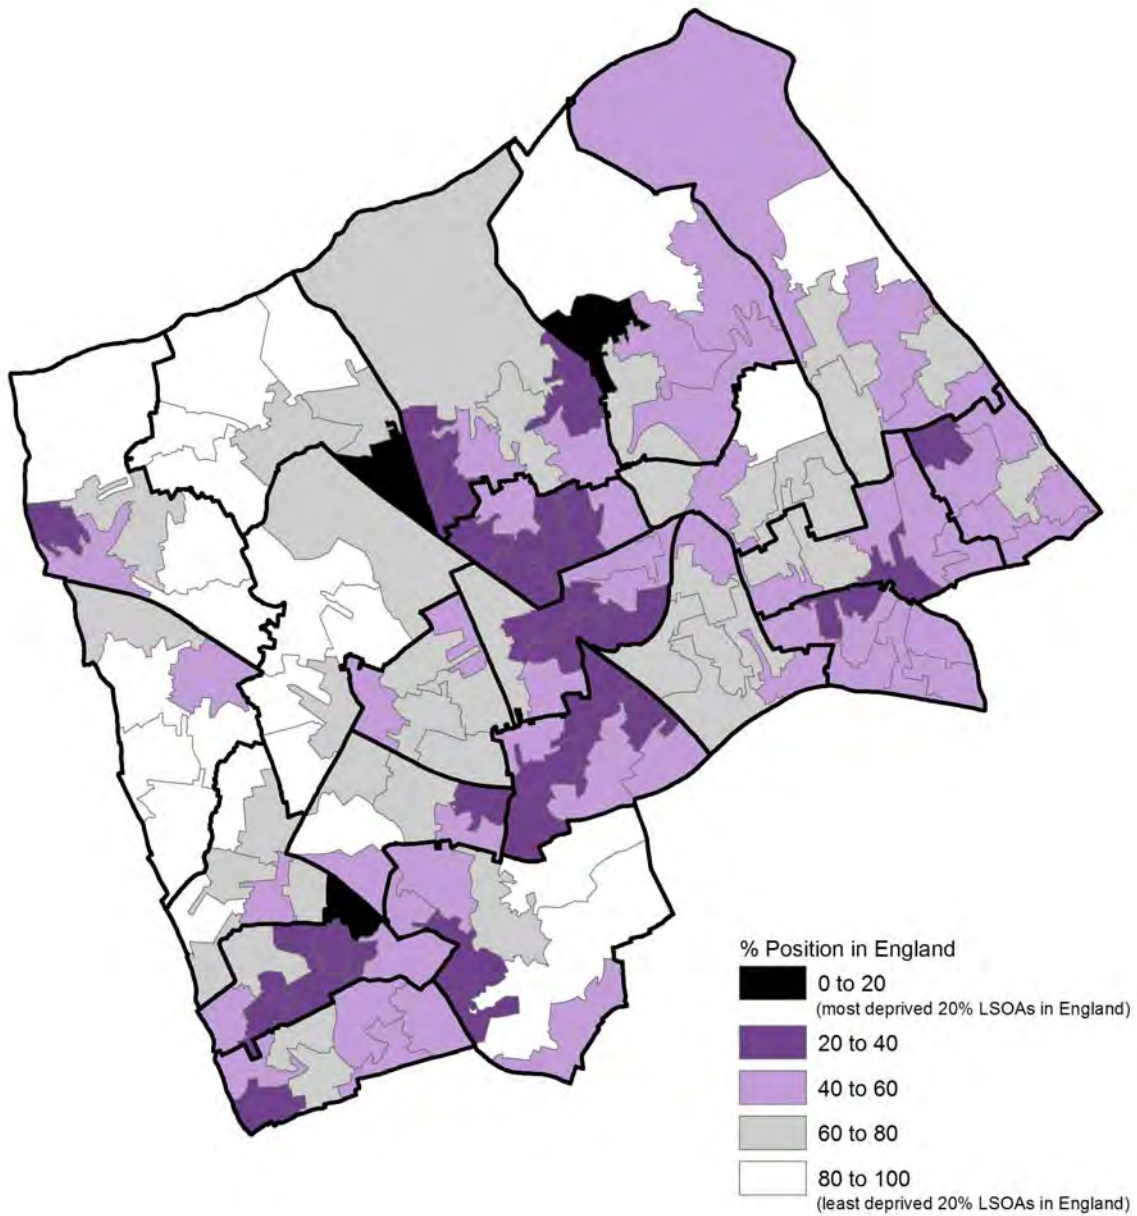 % Position in England
0 to 20
(most deprived 20% LSOAs in England)
20 to 40
40 to 60
60 to 80
80 to 100
(least deprived 20% LSOAs in England)